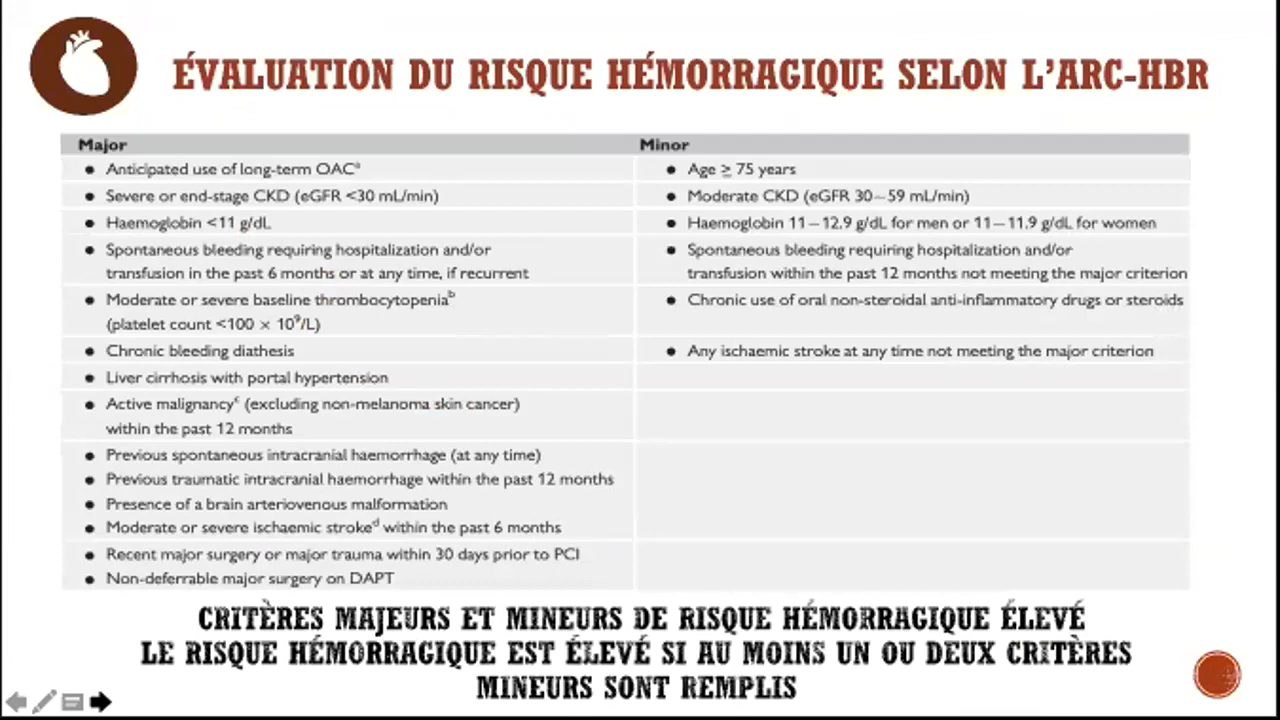 ÉVALUATION DU RISQUE HÉMORRAGIQUE SELON L'ARC-HBR
Major Minor
● Anticipated use of long-term OACᵃ ● Age ≥ 75 years
● Severe or end-stage CKD (eGFR <30 mL/min) ● Moderate CKD (eGFR 30–59 mL/min)
● Haemoglobin <11 g/dL ● Haemoglobin 11–12.9 g/dL for men or 11–11.9 g/dL for women
● Spontaneous bleeding requiring hospitalization and/or ● Spontaneous bleeding requiring hospitalization and/or
transfusion in the past 6 months or at any time, if recurrent transfusion within the past 12 months not meeting the major criterion
● Moderate or severe baseline thrombocytopeniaᵇ ● Chronic use of oral non-steroidal anti-inflammatory drugs or steroids
(platelet count <100 × 10⁹/L)
● Chronic bleeding diathesis ● Any ischaemic stroke at any time not meeting the major criterion
● Liver cirrhosis with portal hypertension
● Active malignancyᶜ (excluding non-melanoma skin cancer)
within the past 12 months
● Previous spontaneous intracranial haemorrhage (at any time)
● Previous traumatic intracranial haemorrhage within the past 12 months
● Presence of a brain arteriovenous malformation
● Moderate or severe ischaemic strokeᵈ within the past 6 months
● Recent major surgery or major trauma within 30 days prior to PCI
● Non-deferrable major surgery on DAPT
CRITÈRES MAJEURS ET MINEURS DE RISQUE HÉMORRAGIQUE ÉLEVÉ
LE RISQUE HÉMORRAGIQUE EST ÉLEVÉ SI AU MOINS UN OU DEUX CRITÈRES
MINEURS SONT REMPLIS